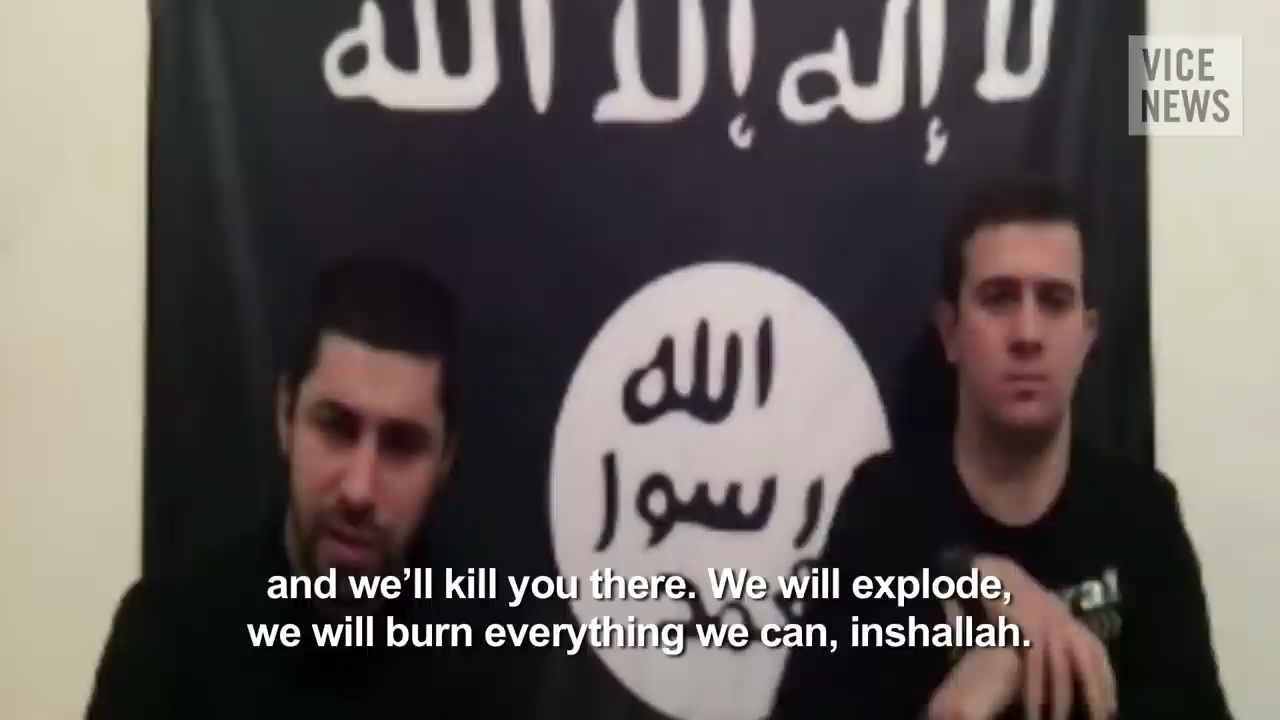 لا إله إلا الله
VICE
NEWS
الله
رسول
and we’ll kill you there. We will explode,
we will burn everything we can, inshallah.